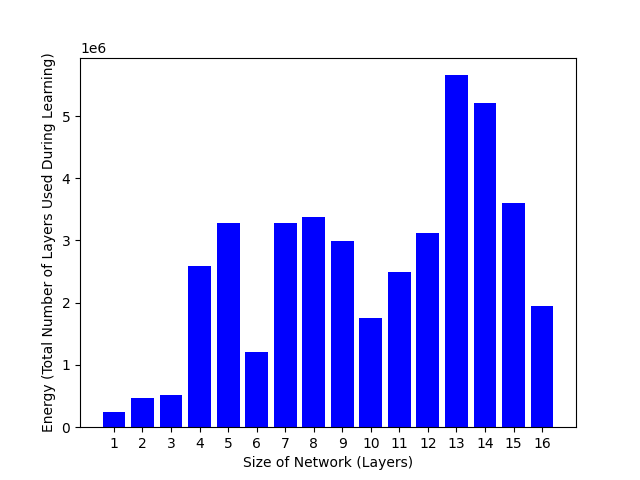 1e6
5
4
3
2
1
0
Energy (Total Number of Layers Used During Learning)
1 2 3 4 5 6 7 8 9 10 11 12 13 14 15 16
Size of Network (Layers)